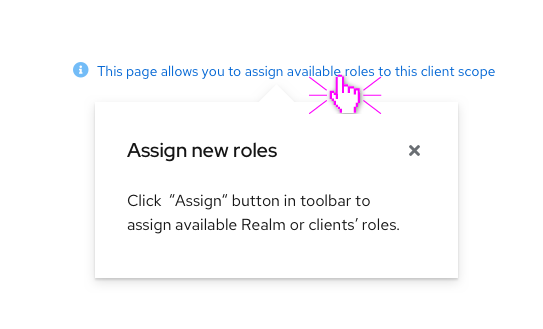 This page allows you to assign available roles to this client scope
Assign new roles
Click “Assign” button in toolbar to
assign available Realm or clients’ roles.